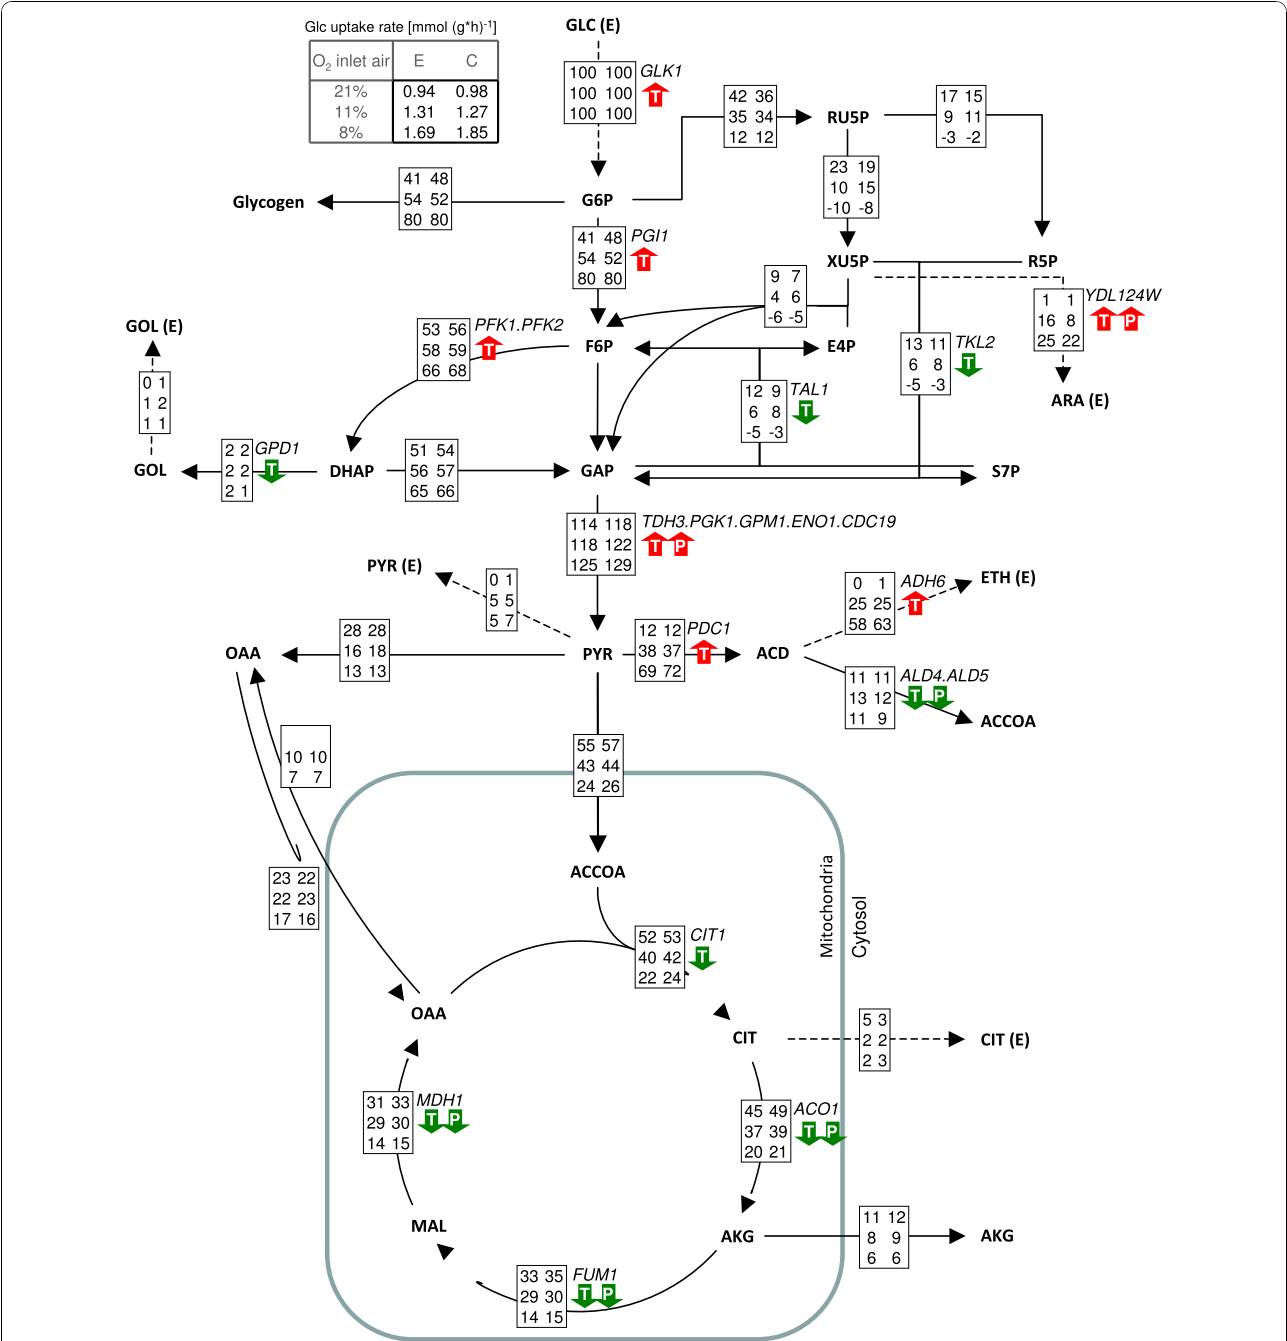 Glc uptake rate [mmol (g*h)-1]
O2 inlet air E C
21% 0.94 0.98
11% 1.31 1.27
8% 1.69 1.85
GLC (E)
100 100
100 100
100 100
GLK1
T
42 36
35 34
12 12
RU5P
17 15
9 11
-3 -2
23 19
10 15
-10 -8
Glycogen
41 48
54 52
80 80
G6P
41 48
54 52
80 80
PGI1
T
XU5P
R5P
9 7
4 6
-6 -5
1 1
16 8
25 22
YDL124W
T P
ARA (E)
GOL (E)
53 56
58 59
66 68
PFK1.PFK2
T
F6P
E4P
13 11
6 8
-5 -3
TKL2
T
0 1
1 2
1 1
12 9
6 8
-5 -3
TAL1
T
GOL
2 2
2 2
2 1
GPD1
T
DHAP
51 54
56 57
65 66
GAP
S7P
114 118
118 122
125 129
TDH3.PGK1.GPM1.ENO1.CDC19
T P
PYR (E)
0 1
5 5
5 7
0 1
25 25
58 63
ADH6
T
ETH (E)
OAA
28 28
16 18
13 13
PYR
12 12
38 37
69 72
PDC1
T
ACD
11 11
13 12
11 9
ALD4.ALD5
T P
ACCOA
10 10
7 7
55 57
43 44
24 26
23 22
22 23
17 16
ACCOA
Mitochondria
Cytosol
52 53
40 42
22 24
CIT1
T
OAA
CIT
5 3
2 2
2 3
CIT (E)
31 33
29 30
14 15
MDH1
T P
45 49
37 39
20 21
ACO1
T P
MAL
AKG
11 12
8 9
6 6
AKG
33 35
29 30
14 15
FUM1
T P